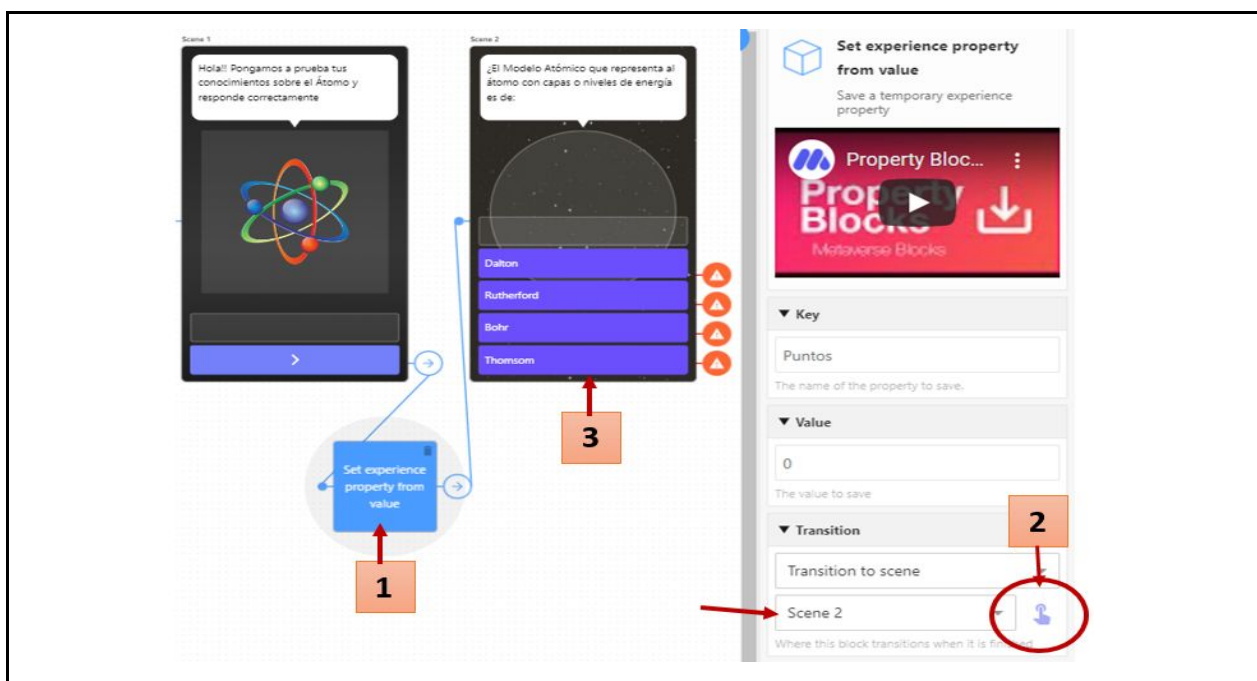 Scene 1
Hola!! Pongamos a prueba tus
conocimientos sobre el Átomo y
responde correctamente
Scene 2
¿El Modelo Atómico que representa al
átomo con capas o niveles de energía
es de:
Dalton
Rutherford
Bohr
Thomsom
3
Set experience
property from
value
1
Set experience property
from value
Save a temporary experience
property
Property Bloc...
Property
Blocks
Metaverse Blocks
Key
Puntos
The name of the property to save.
Value
0
The value to save
2
Transition
Transition to scene
Scene 2
Where this block transitions when it is finished